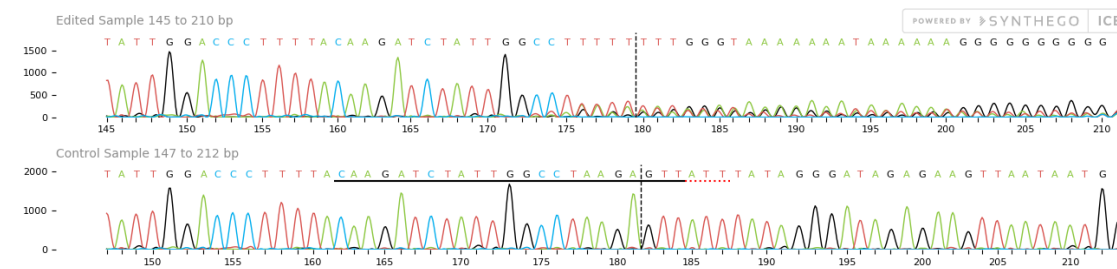 Edited Sample 145 to 210 bp
POWERED BY SYNTHEGO ICE
T A T T G G A C C C T T T T A C A A G A T C T A T T G G C C T T T T T T T T G G G T A A A A A A A T A A A A A A G G G G G G G G G G
1500
1000
500
0
145 150 155 160 165 170 175 180 185 190 195 200 205 210
Control Sample 147 to 212 bp
T A T T G G A C C C T T T T A C A A G A T C T A T T G G C C T A A G A G T T A T T T A T A G G G A T A G A G A A G T T A A T A A T G
2000
1000
0
150 155 160 165 170 175 180 185 190 195 200 205 210